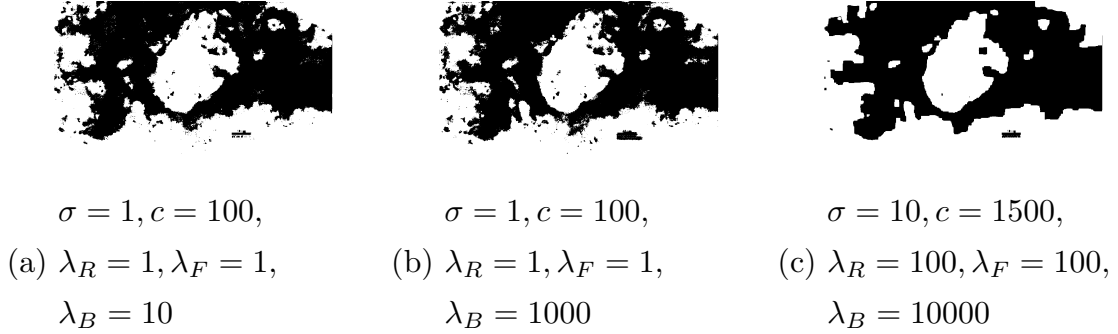 σ = 1, c = 100,
(a) λ_R = 1, λ_F = 1,
λ_B = 10
σ = 1, c = 100,
(b) λ_R = 1, λ_F = 1,
λ_B = 1000
σ = 10, c = 1500,
(c) λ_R = 100, λ_F = 100,
λ_B = 10000